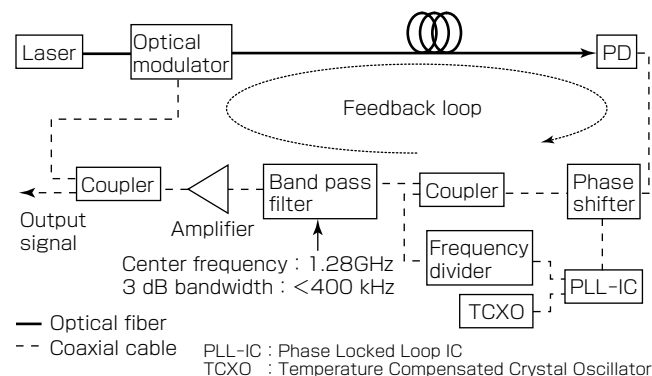 Laser
Optical
modulator
PD
Feedback loop
Coupler
Output
signal
Amplifier
Band pass
filter
Coupler
Phase
shifter
Center frequency : 1.28GHz
3 dB bandwidth : <400 kHz
Frequency
divider
PLL-IC
TCXO
Optical fiber
Coaxial cable
PLL-IC : Phase Locked Loop IC
TCXO : Temperature Compensated Crystal Oscillator